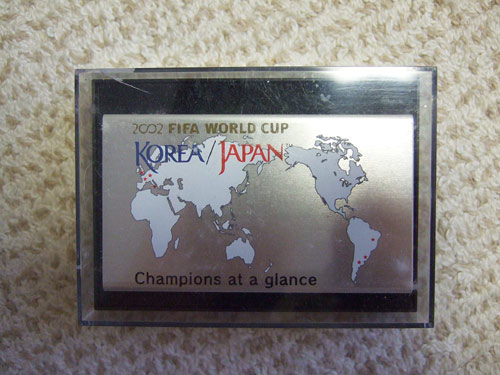 2002 FIFA WORLD CUP
KOREA/JAPAN
Champions at a glance